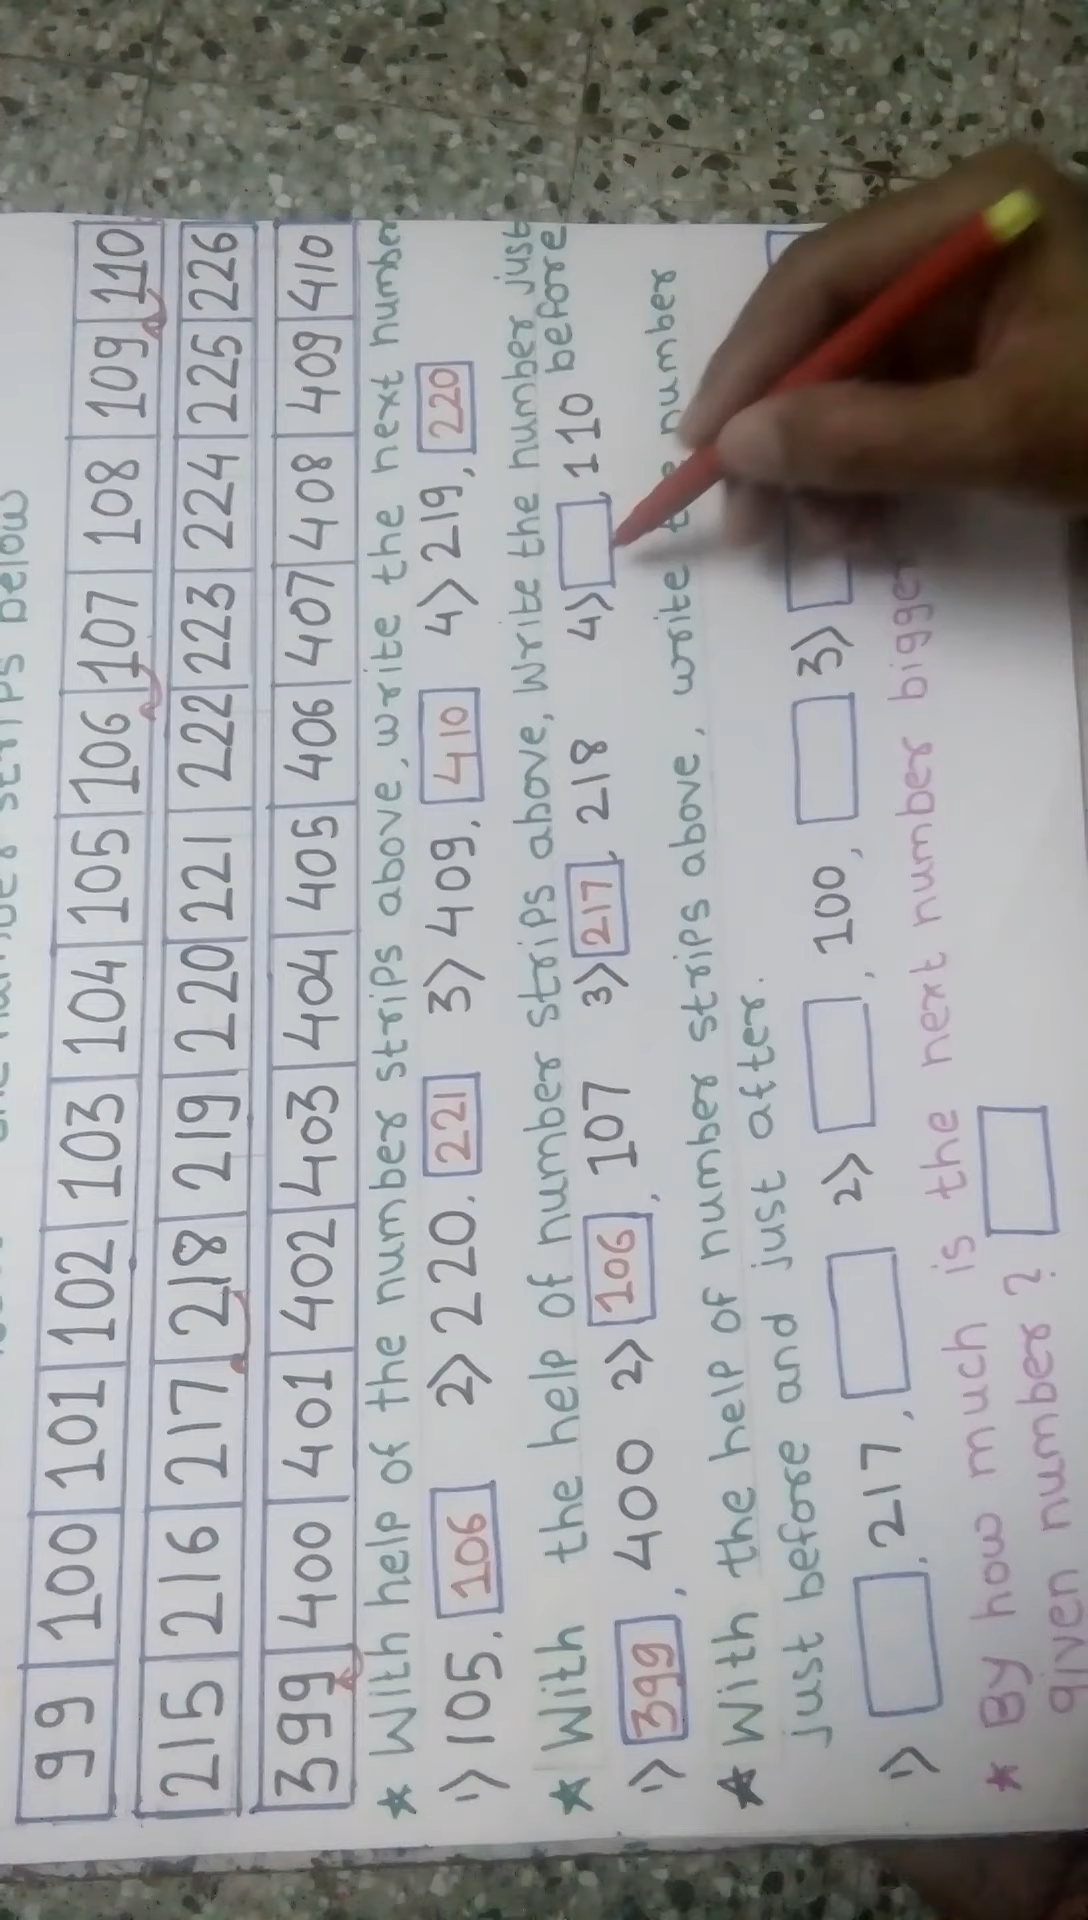 99 100 101 102 103 104 105 106 107 108 109 110
215 216 217 218 219 220 221 222 223 224 225 226
399 400 401 402 403 404 405 406 407 408 409 410
* With help of the number strips above, write the next number
1) 105, 106 2) 220, 221 3) 409, 410 4) 219, 220
* With the help of number strips above, write the number just
before
1) 399, 400 2) 106, 107 3) 217, 218 4) , 110
* With the help of number strips above, write number
just before and just after.
1) , 217, 2) , 100, 3)
* By how much is the next number bigger
given number ?